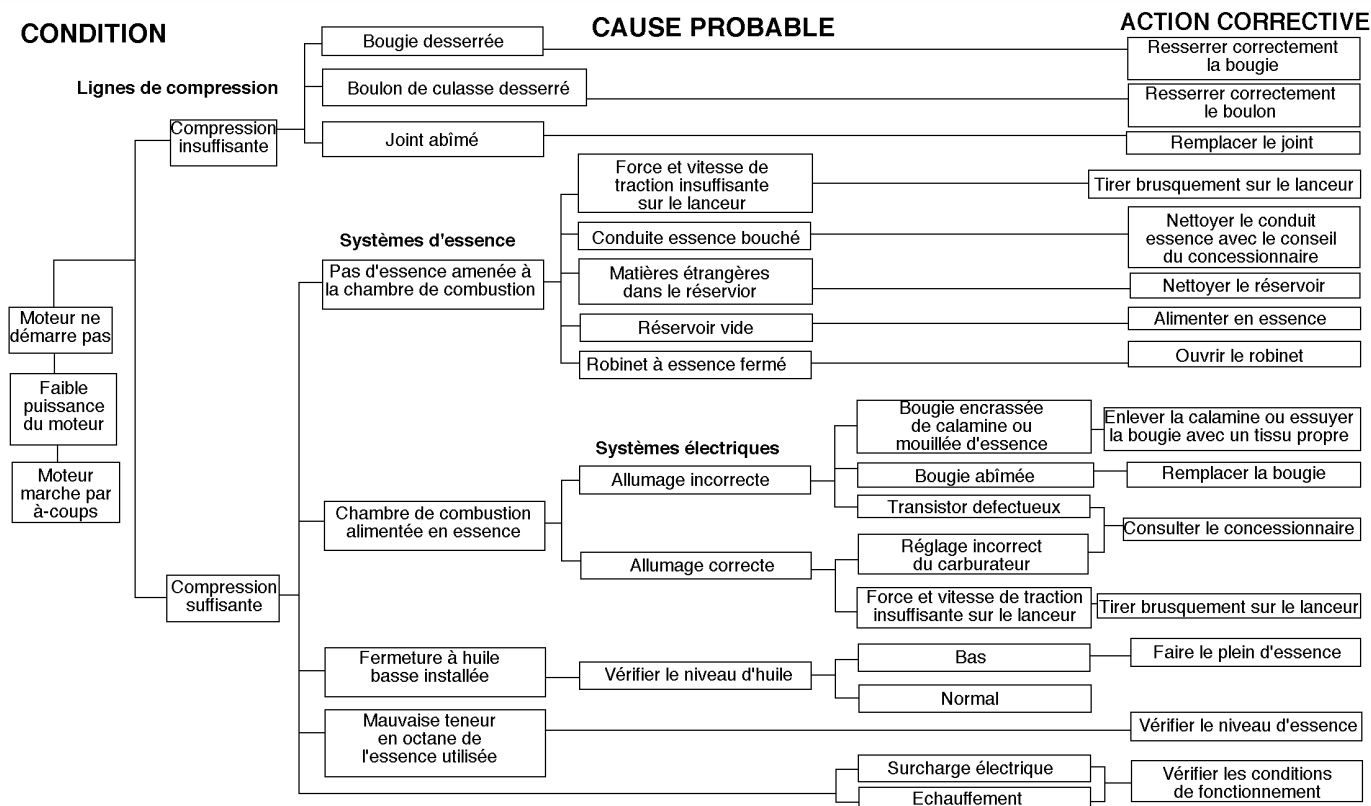 CONDITION
CAUSE PROBABLE
ACTION CORRECTIVE
Lignes de compression
Compression
insuffisante
Bougie desserrée
Resserrer correctement
la bougie
Boulon de culasse desserré
Resserrer correctement
le boulon
Joint abîmé
Remplacer le joint
Moteur ne
démarre pas
Faible
puissance
du moteur
Moteur
marche par
à-coups
Systèmes d'essence
Pas d'essence amenée à
la chambre de combustion
Force et vitesse de
traction insuffisante
sur le lanceur
Tirer brusquement sur le lanceur
Conduite essence bouché
Nettoyer le conduit
essence avec le conseil
du concessionnaire
Matières étrangères
dans le réservior
Nettoyer le réservoir
Réservoir vide
Alimenter en essence
Robinet à essence fermé
Ouvrir le robinet
Compression
suffisante
Chambre de combustion
alimentée en essence
Systèmes électriques
Allumage incorrecte
Bougie encrassée
de calamine ou
mouillée d'essence
Enlever la calamine ou essuyer
la bougie avec un tissu propre
Bougie abîmée
Remplacer la bougie
Transistor defectueux
Consulter le concessionnaire
Allumage correcte
Réglage incorrect
du carburateur
Force et vitesse de traction
insuffisante sur le lanceur
Tirer brusquement sur le lanceur
Fermeture à huile
basse installée
Vérifier le niveau d'huile
Bas
Faire le plein d'essence
Normal
Mauvaise teneur
en octane de
l'essence utilisée
Vérifier le niveau d'essence
Surcharge électrique
Echauffement
Vérifier les conditions
de fonctionnement